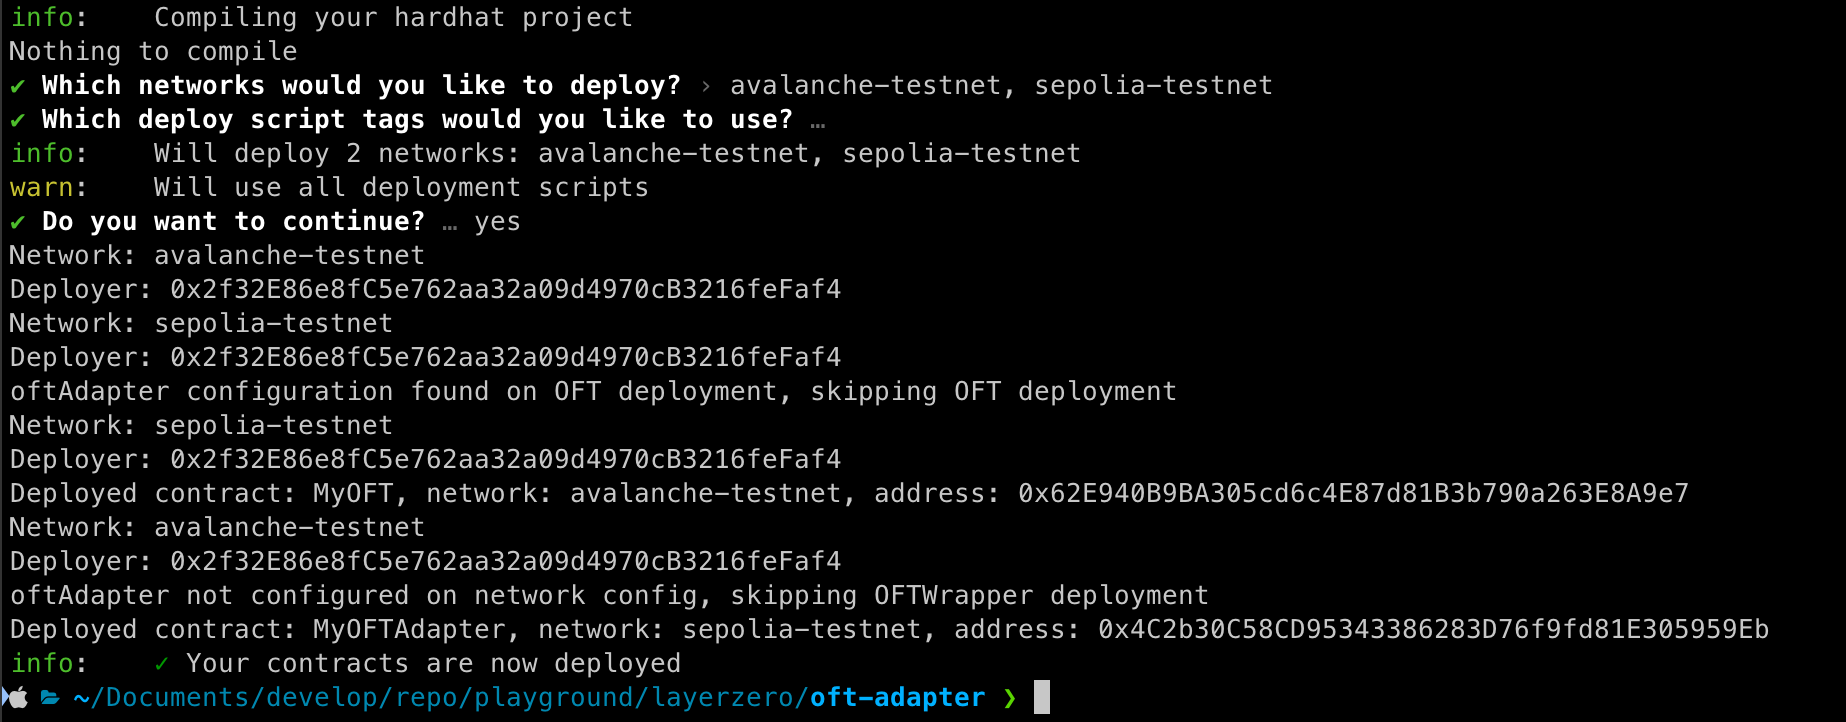 info:    Compiling your hardhat project
Nothing to compile
✔ Which networks would you like to deploy? › avalanche-testnet, sepolia-testnet
✔ Which deploy script tags would you like to use? …
info:    Will deploy 2 networks: avalanche-testnet, sepolia-testnet
warn:    Will use all deployment scripts
✔ Do you want to continue? … yes
Network: avalanche-testnet
Deployer: 0x2f32E86e8fC5e762aa32a09d4970cB3216feFaf4
Network: sepolia-testnet
Deployer: 0x2f32E86e8fC5e762aa32a09d4970cB3216feFaf4
oftAdapter configuration found on OFT deployment, skipping OFT deployment
Network: sepolia-testnet
Deployer: 0x2f32E86e8fC5e762aa32a09d4970cB3216feFaf4
Deployed contract: MyOFT, network: avalanche-testnet, address: 0x62E940B9BA305cd6c4E87d81B3b790a263E8A9e7
Network: avalanche-testnet
Deployer: 0x2f32E86e8fC5e762aa32a09d4970cB3216feFaf4
oftAdapter not configured on network config, skipping OFTWrapper deployment
Deployed contract: MyOFTAdapter, network: sepolia-testnet, address: 0x4C2b30C58CD95343386283D76f9fd81E305959Eb
info:    ✓ Your contracts are now deployed
~/Documents/develop/repo/playground/layerzero/oft-adapter ❯